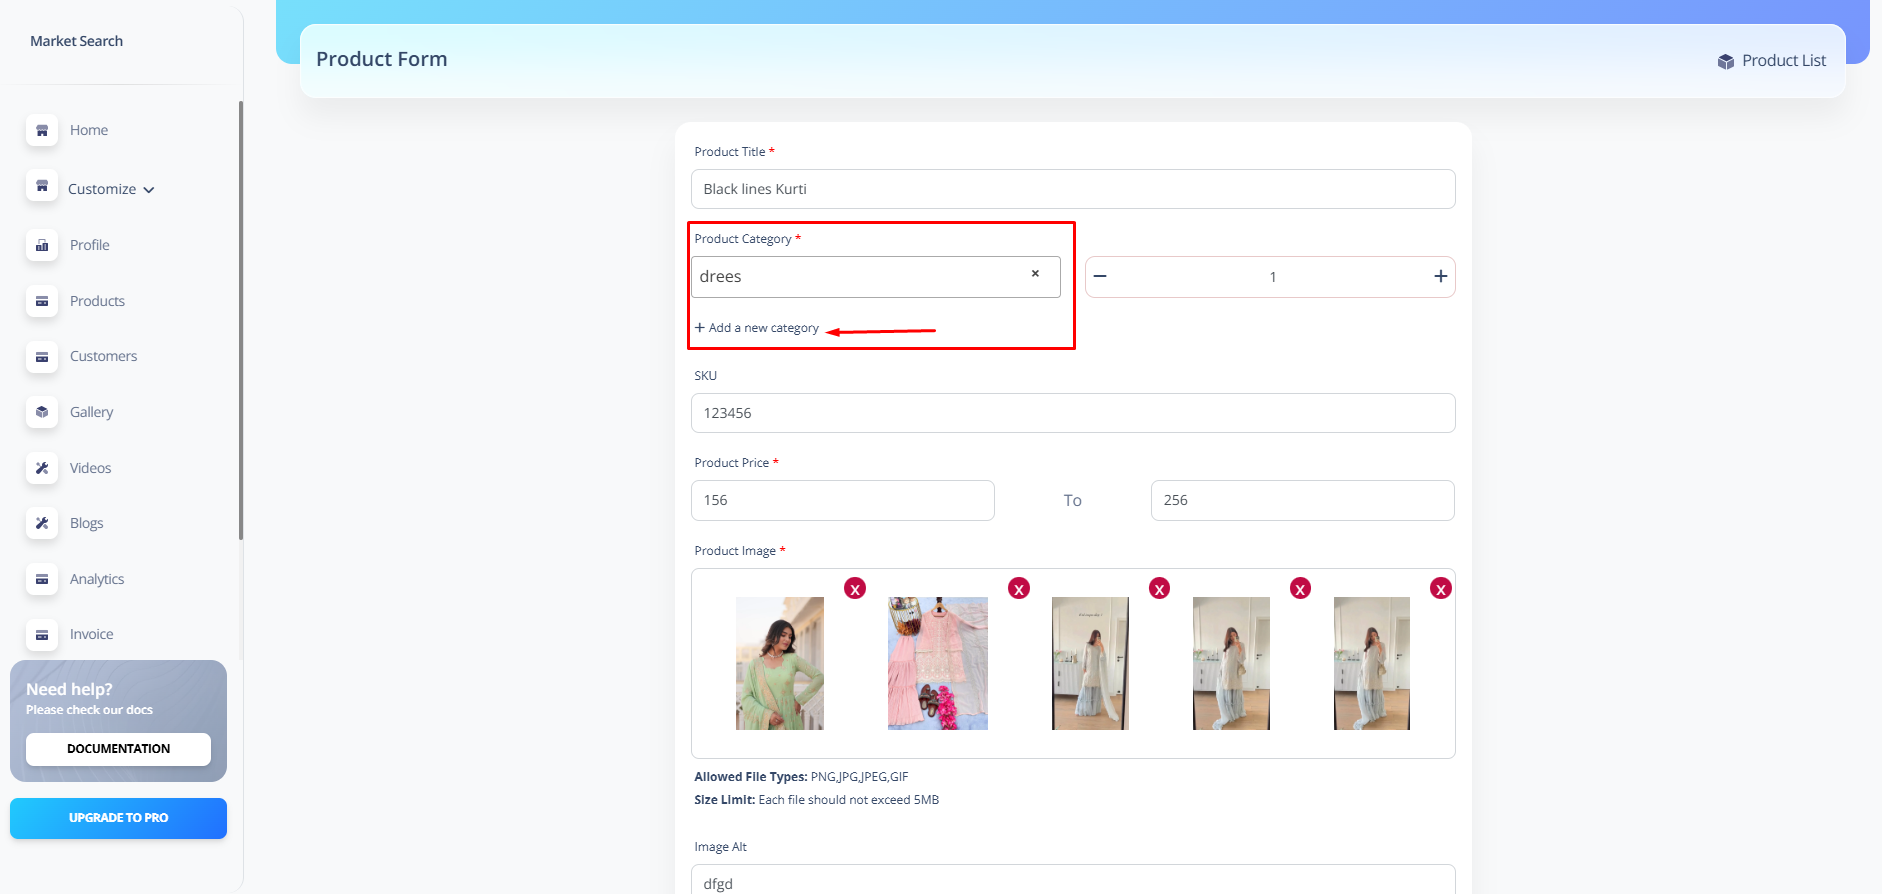 Market Search
Home
Customize
Profile
Products
Customers
Gallery
Videos
Blogs
Analytics
Invoice
Need help?
Please check our docs
DOCUMENTATION
UPGRADE TO PRO
Product Form
Product List
Product Title *
Black lines Kurti
Product Category *
drees ×
− 1 +
+ Add a new category
SKU
123456
Product Price *
156 To 256
Product Image *
X X X X X
Allowed File Types: PNG,JPG,JPEG,GIF
Size Limit: Each file should not exceed 5MB
Image Alt
dfgd